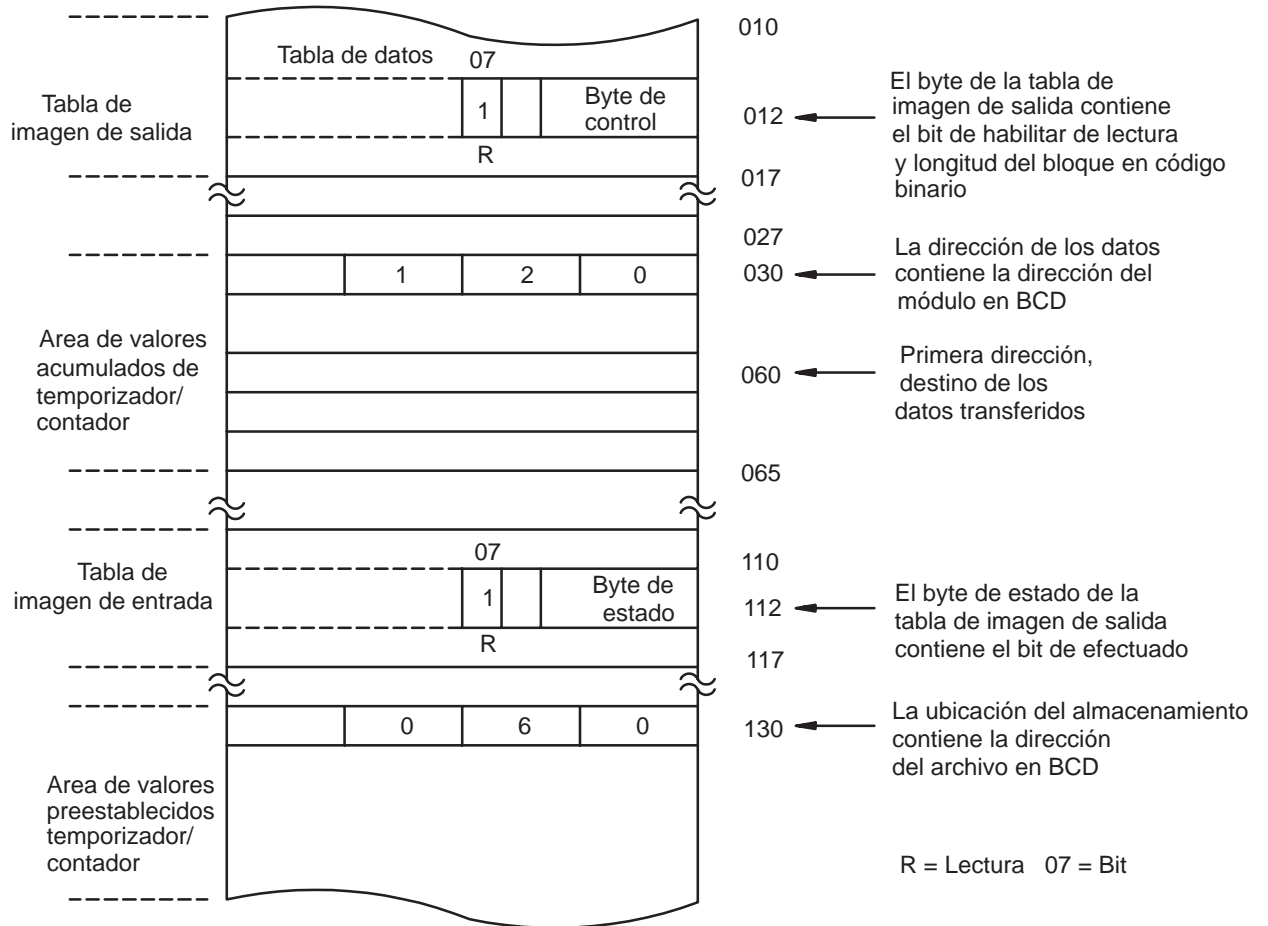 010
Tabla de datos 07
Tabla de
imagen de salida
1
Byte de
control
012
El byte de la tabla de
imagen de salida contiene
el bit de habilitar de lectura
y longitud del bloque en código
binario
R
017
027
1 2 0
030
La dirección de los datos
contiene la dirección del
módulo en BCD
Area de valores
acumulados de
temporizador/
contador
060
Primera dirección,
destino de los
datos transferidos
065
07
110
Tabla de
imagen de entrada
1
Byte de
estado
112
El byte de estado de la
tabla de imagen de salida
contiene el bit de efectuado
R
117
0 6 0
130
La ubicación del almacenamiento
contiene la dirección
del archivo en BCD
Area de valores
preestablecidos
temporizador/
contador
R = Lectura 07 = Bit